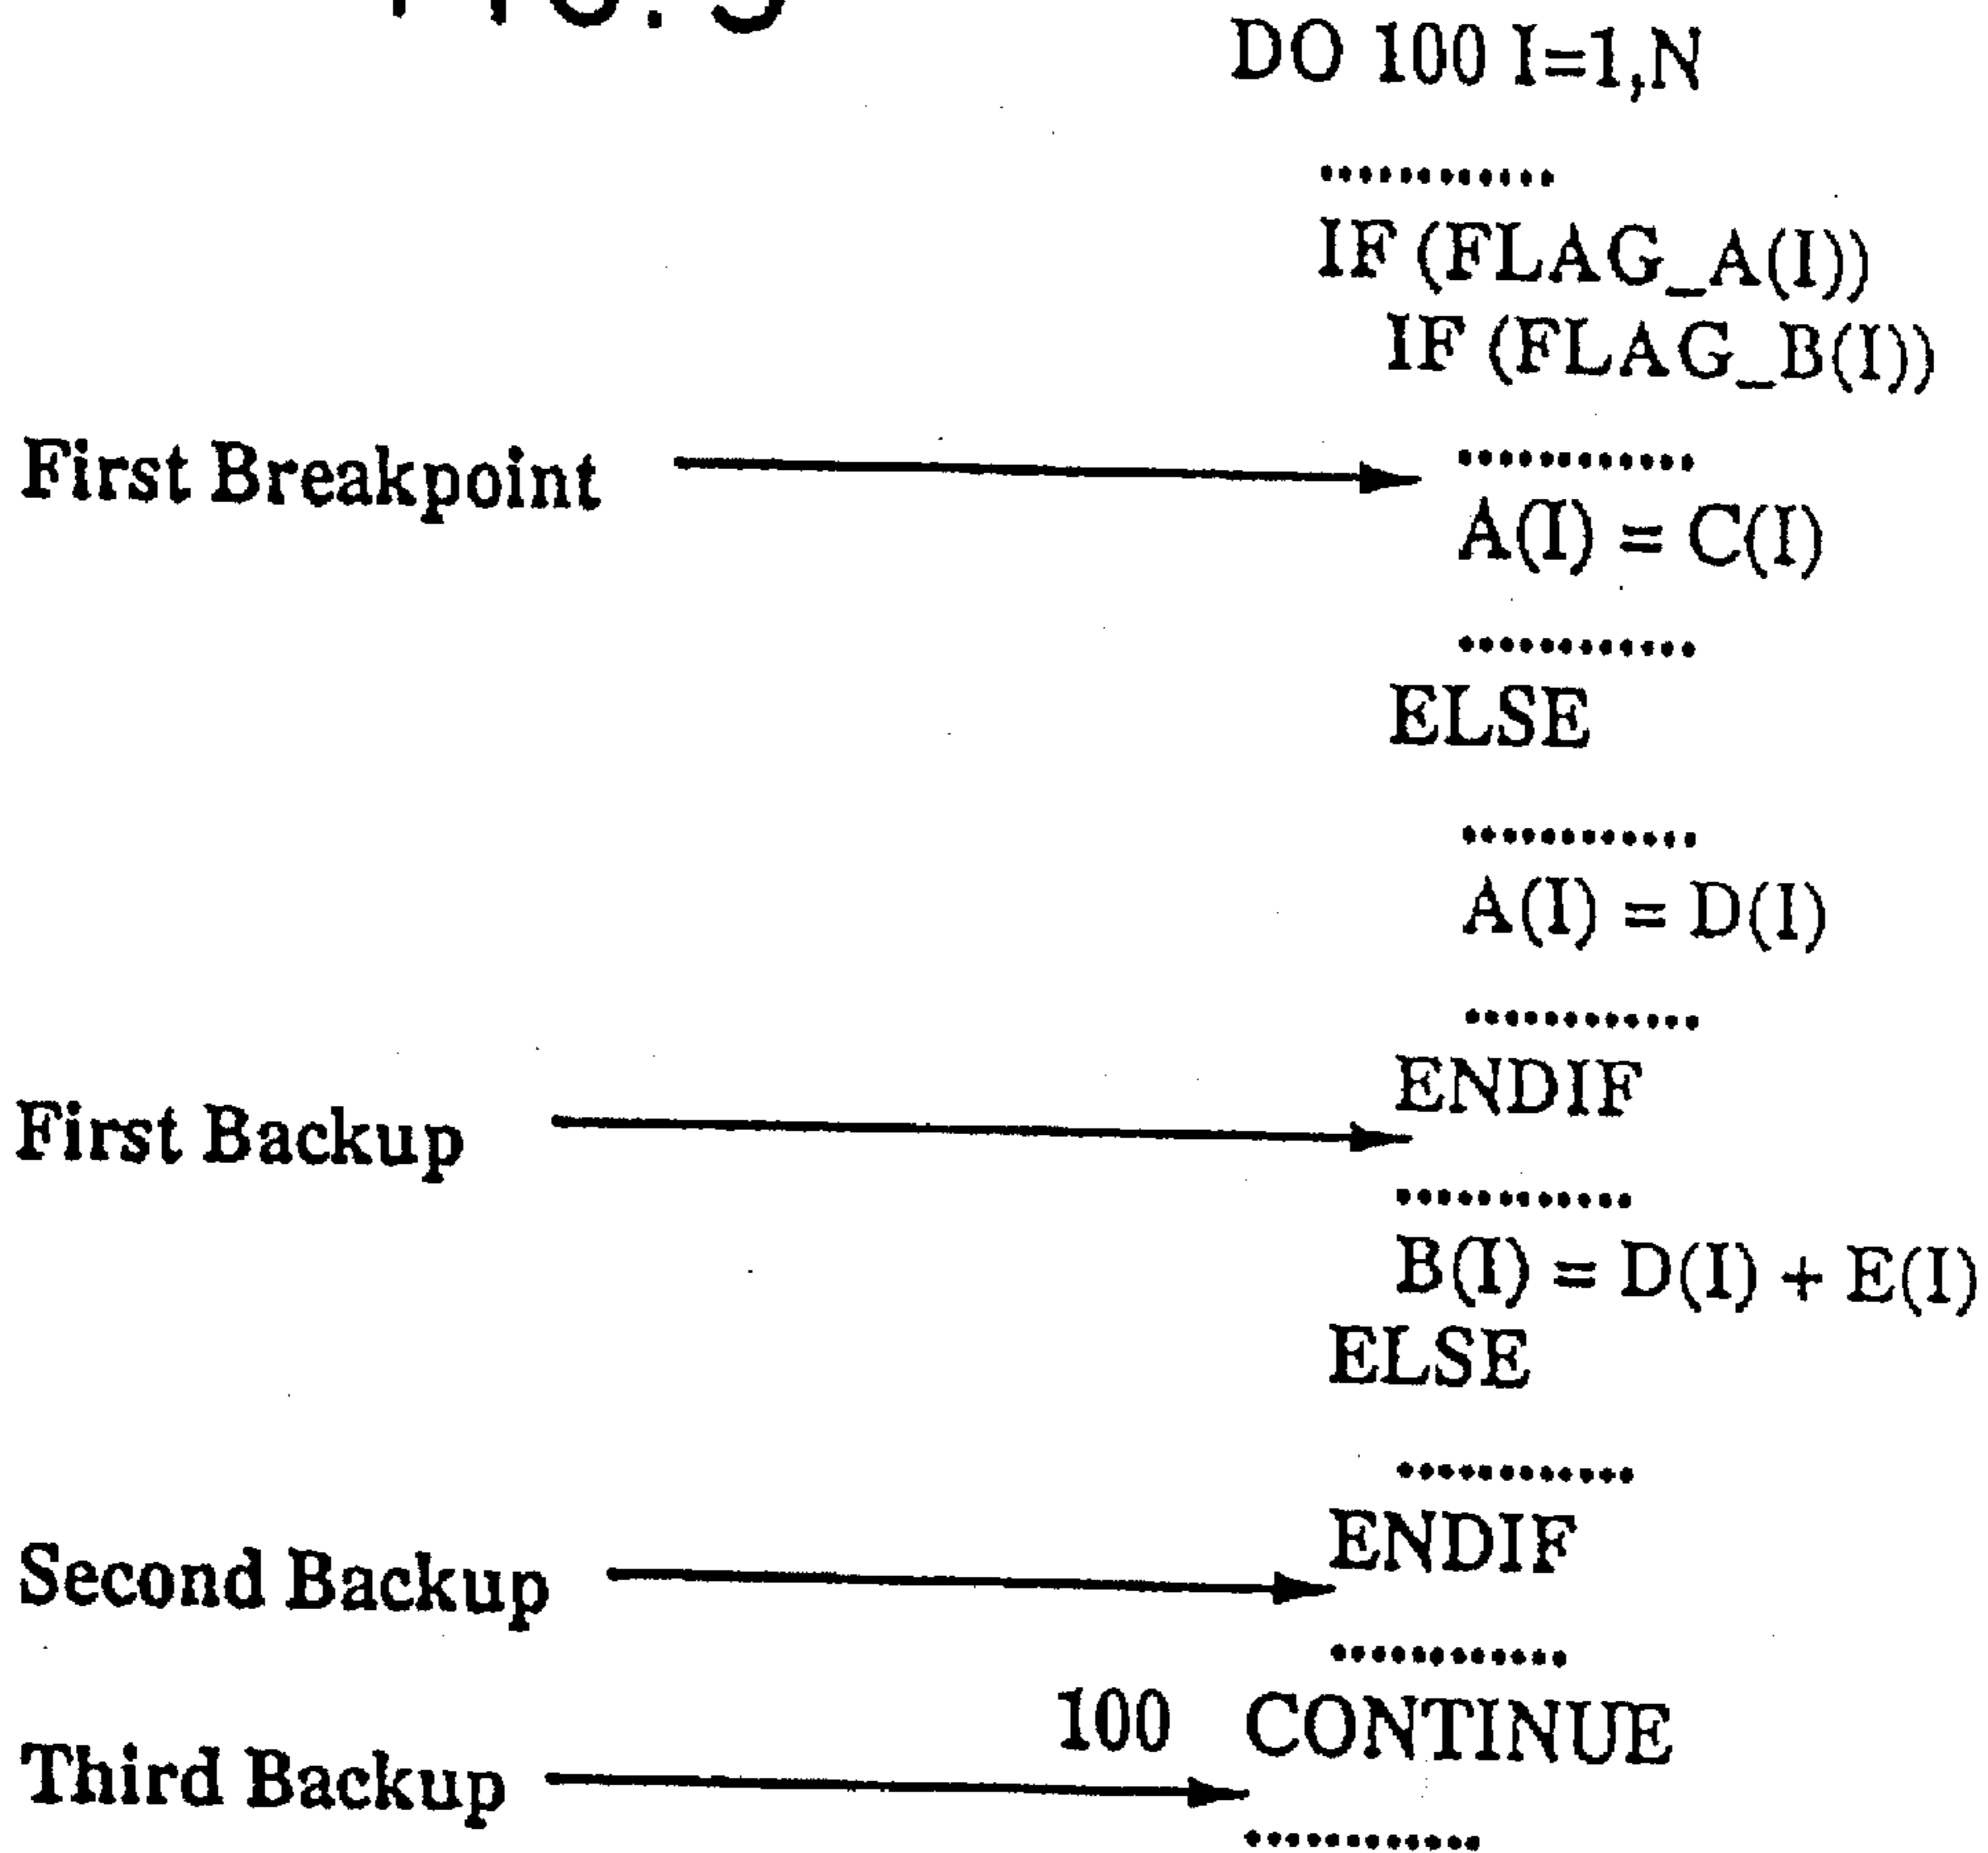 DO 100 I=1,N
............
IF (FLAG_A(I))
IF (FLAG_B(I))
First Breakpoint ............
A(I) = C(I)
............
ELSE
............
A(I) = D(I)
............
ENDIF
First Backup
............
B(I) = D(I) + E(I)
ELSE
............
ENDIF
Second Backup
............
100 CONTINUE
Third Backup
............